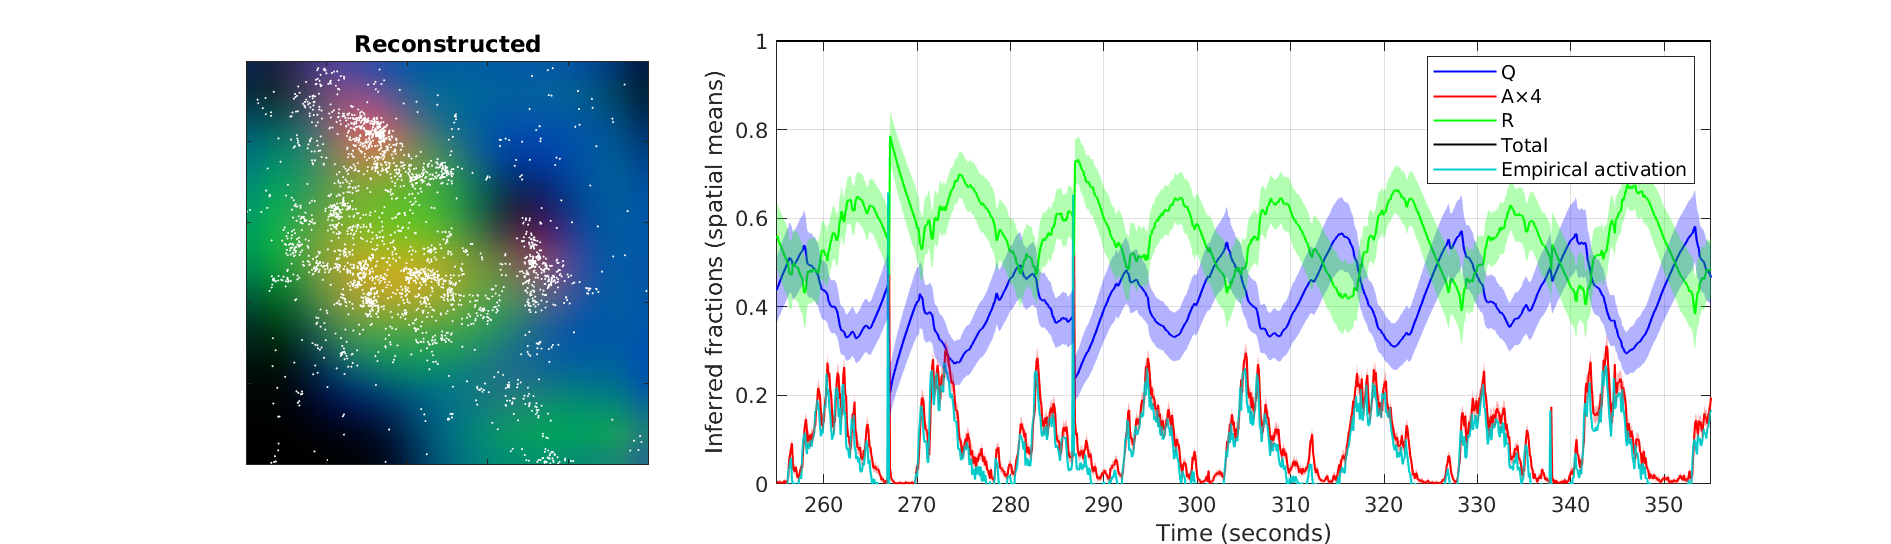 Reconstructed
Inferred fractions (spatial means)
1
0.8
0.6
0.4
0.2
0
Q
A×4
R
Total
Empirical activation
260 270 280 290 300 310 320 330 340 350
Time (seconds)